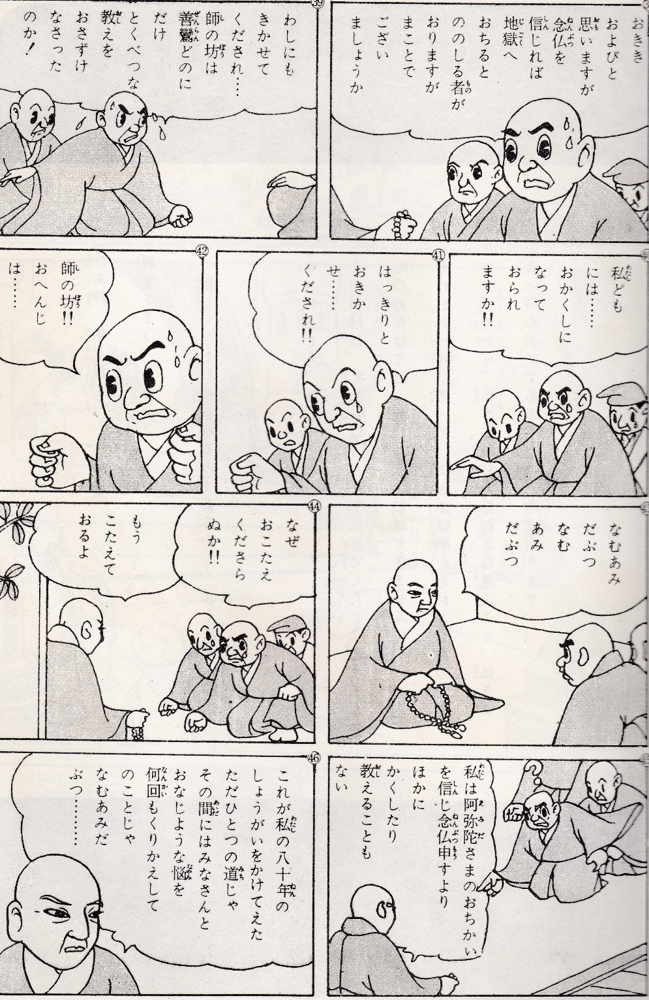 おきき
およびと
思いますが
念仏を
信じれば
地獄へ
おちると
ののしる者が
おりますが
まことで
ござい
ましょうか
39
わしにも
きかせて
くだされ……
師の坊は
善鸞どのに
だけ
とくべつな
教えを
おさずけ
なさった
のか！
私ども
には……
おかくしに
なって
おられ
ますか!!
41
はっきりと
おきか
せ……
くだされ!!
42
師の坊!!
おへんじ
は……
なむあみ
だぶつ
なむ
あみ
だぶつ
44
なぜ
おこたえ
くださら
ぬか!!
もう
こたえて
おるよ
私は阿弥陀さまのおちかい
を信じ念仏申すより
ほかに
かくしたり
教えることも
ない
?
46
これが私の八十年の
しょうがいをかけてえた
ただひとつの道じゃ
その間にはみなさんと
おなじような悩を
何回もくりかえして
のことじゃ
なむあみだ
ぶつ………